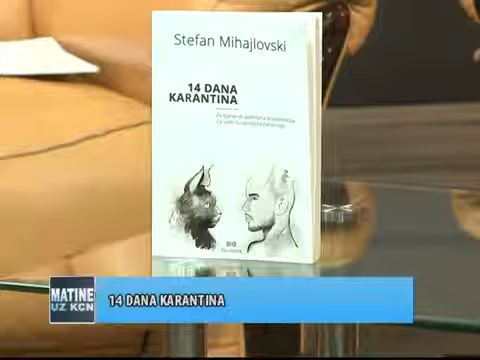 Stefan Mihajlovski
14 DANA
KARANTINA
MATINE
UZ KCN
14 DANA KARANTINA